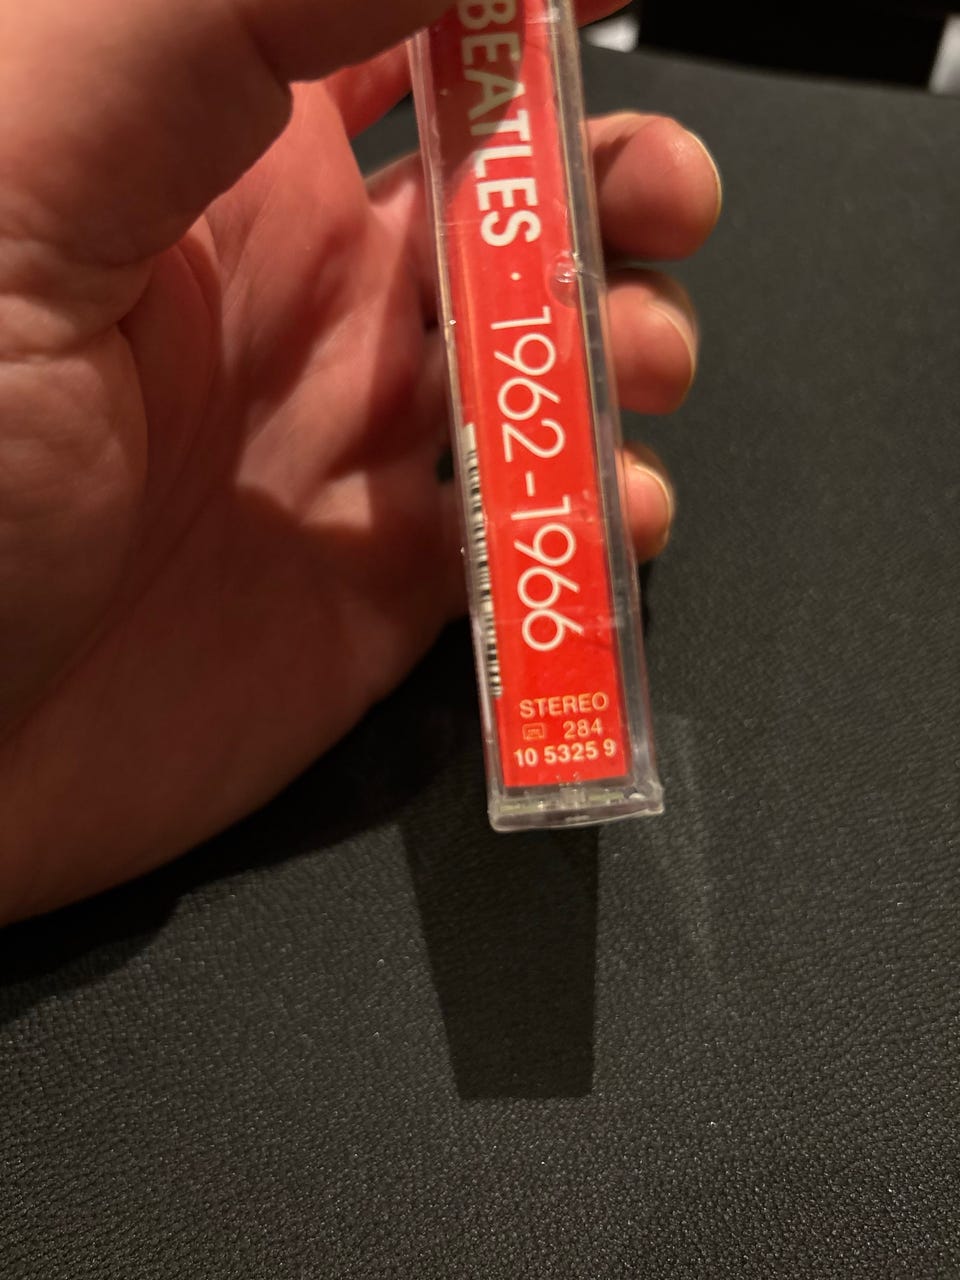 BEATLES · 1962-1966
STEREO
284
10 5325 9